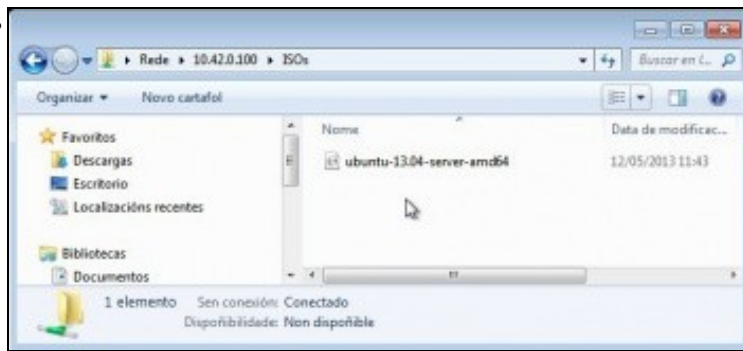 Rede ▸ 10.42.0.100 ▸ ISOs
Buscar en
Organizar Novo cartafol
Favoritos
Descargas
Escritorio
Localizacións recentes
Bibliotecas
Documentos
Nome
Data de modificac...
ubuntu-13.04-server-amd64
12/05/2013 11:43
1 elemento Sen conexión: Conectado
Dispoñibilidade: Non dispoñible